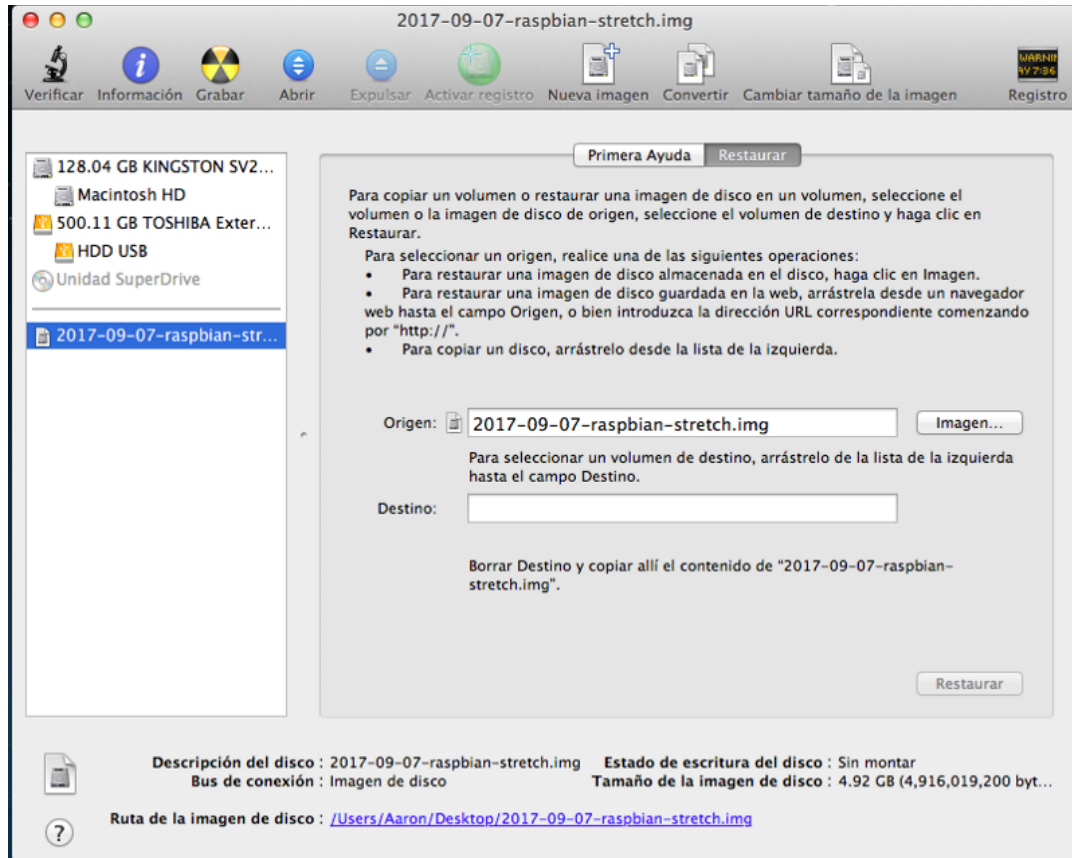 2017-09-07-raspbian-stretch.img
Verificar Información Grabar Abrir Expulsar Activar registro Nueva imagen Convertir Cambiar tamaño de la imagen Registro
128.04 GB KINGSTON SV2...
Macintosh HD
500.11 GB TOSHIBA Exter...
HDD USB
Unidad SuperDrive
2017-09-07-raspbian-str...
Primera Ayuda Restaurar
Para copiar un volumen o restaurar una imagen de disco en un volumen, seleccione el
volumen o la imagen de disco de origen, seleccione el volumen de destino y haga clic en
Restaurar.
Para seleccionar un origen, realice una de las siguientes operaciones:
• Para restaurar una imagen de disco almacenada en el disco, haga clic en Imagen.
• Para restaurar una imagen de disco guardada en la web, arrástrela desde un navegador
web hasta el campo Origen, o bien introduzca la dirección URL correspondiente comenzando
por "http://".
• Para copiar un disco, arrástrelo desde la lista de la izquierda.
Origen: 2017-09-07-raspbian-stretch.img Imagen...
Para seleccionar un volumen de destino, arrástrelo de la lista de la izquierda
hasta el campo Destino.
Destino:
Borrar Destino y copiar allí el contenido de "2017-09-07-raspbian-
stretch.img".
Restaurar
Descripción del disco : 2017-09-07-raspbian-stretch.img Estado de escritura del disco : Sin montar
Bus de conexión : Imagen de disco Tamaño de la imagen de disco : 4.92 GB (4,916,019,200 byt...
Ruta de la imagen de disco : /Users/Aaron/Desktop/2017-09-07-raspbian-stretch.img
?